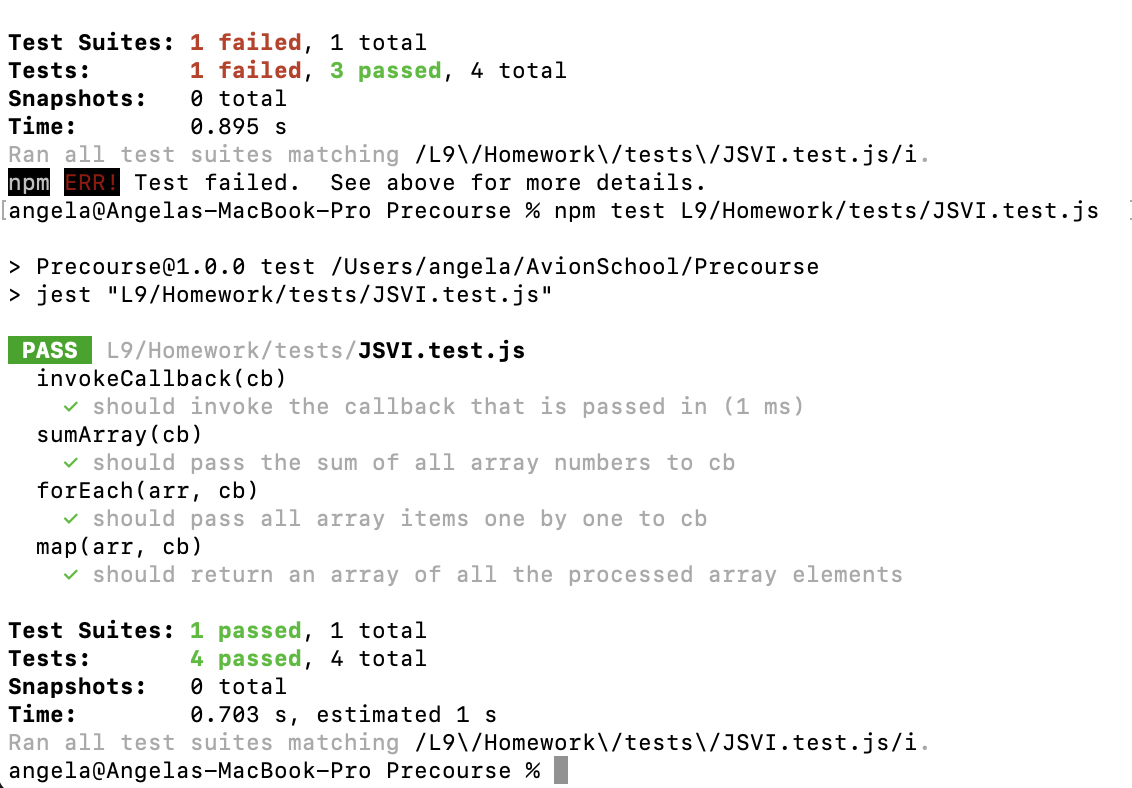 Test Suites: 1 failed, 1 total
Tests:       1 failed, 3 passed, 4 total
Snapshots:   0 total
Time:        0.895 s
Ran all test suites matching /L9\/Homework\/tests\/JSVI.test.js/i.
npm ERR! Test failed.  See above for more details.
[angela@Angelas-MacBook-Pro Precourse % npm test L9/Homework/tests/JSVI.test.js  ]

> Precourse@1.0.0 test /Users/angela/AvionSchool/Precourse
> jest "L9/Homework/tests/JSVI.test.js"

PASS L9/Homework/tests/JSVI.test.js
  invokeCallback(cb)
    ✓ should invoke the callback that is passed in (1 ms)
  sumArray(cb)
    ✓ should pass the sum of all array numbers to cb
  forEach(arr, cb)
    ✓ should pass all array items one by one to cb
  map(arr, cb)
    ✓ should return an array of all the processed array elements

Test Suites: 1 passed, 1 total
Tests:       4 passed, 4 total
Snapshots:   0 total
Time:        0.703 s, estimated 1 s
Ran all test suites matching /L9\/Homework\/tests\/JSVI.test.js/i.
angela@Angelas-MacBook-Pro Precourse %